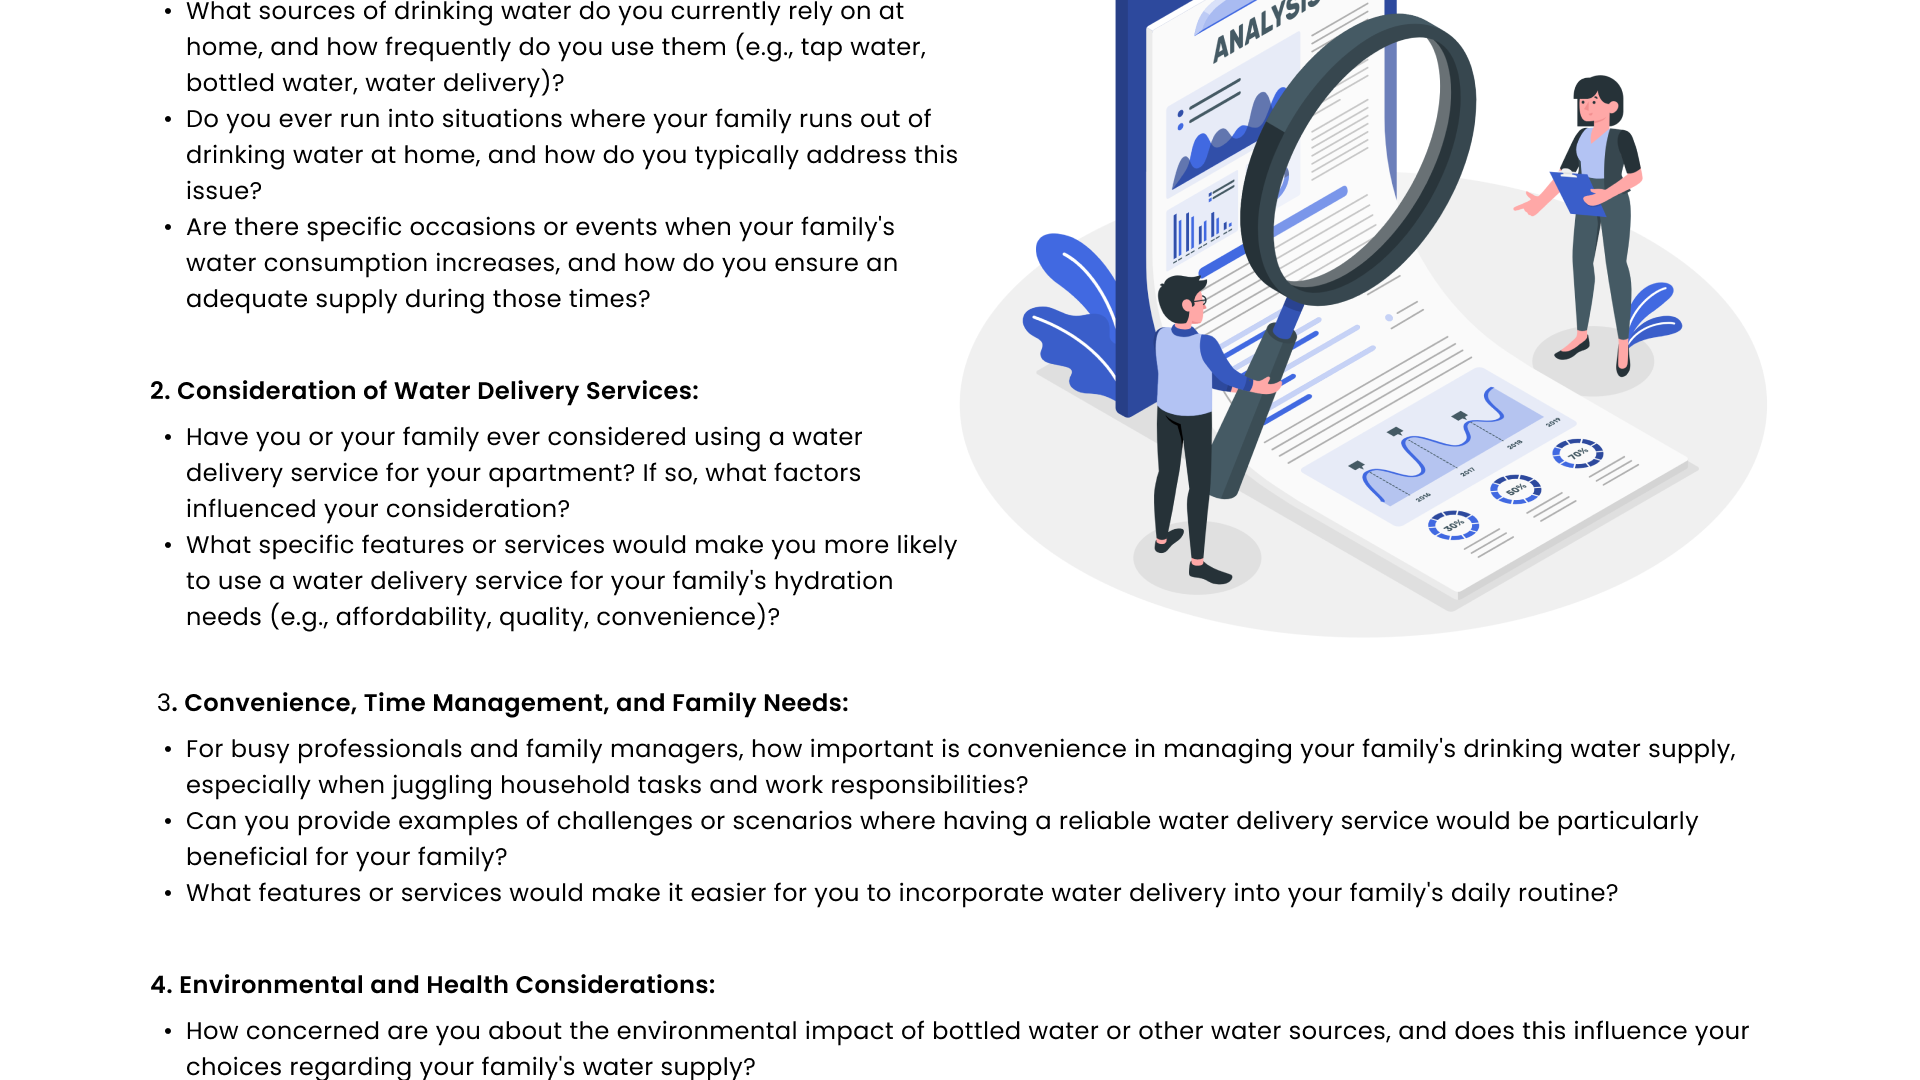 • What sources of drinking water do you currently rely on at
home, and how frequently do you use them (e.g., tap water,
bottled water, water delivery)?
• Do you ever run into situations where your family runs out of
drinking water at home, and how do you typically address this
issue?
• Are there specific occasions or events when your family's
water consumption increases, and how do you ensure an
adequate supply during those times?
ANALYSIS
2. Consideration of Water Delivery Services:
• Have you or your family ever considered using a water
delivery service for your apartment? If so, what factors
influenced your consideration?
• What specific features or services would make you more likely
to use a water delivery service for your family's hydration
needs (e.g., affordability, quality, convenience)?
2016
2017
2018
2019
30%
50%
70%
3. Convenience, Time Management, and Family Needs:
• For busy professionals and family managers, how important is convenience in managing your family's drinking water supply,
especially when juggling household tasks and work responsibilities?
• Can you provide examples of challenges or scenarios where having a reliable water delivery service would be particularly
beneficial for your family?
• What features or services would make it easier for you to incorporate water delivery into your family's daily routine?
4. Environmental and Health Considerations:
• How concerned are you about the environmental impact of bottled water or other water sources, and does this influence your
choices regarding your family's water supply?